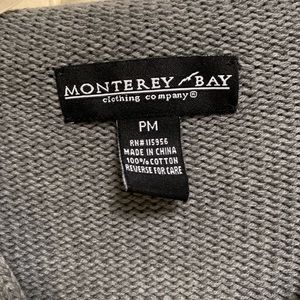 MONTEREY BAY
clothing company®
PM
RN# 115956
MADE IN CHINA
100% COTTON
REVERSE FOR CARE